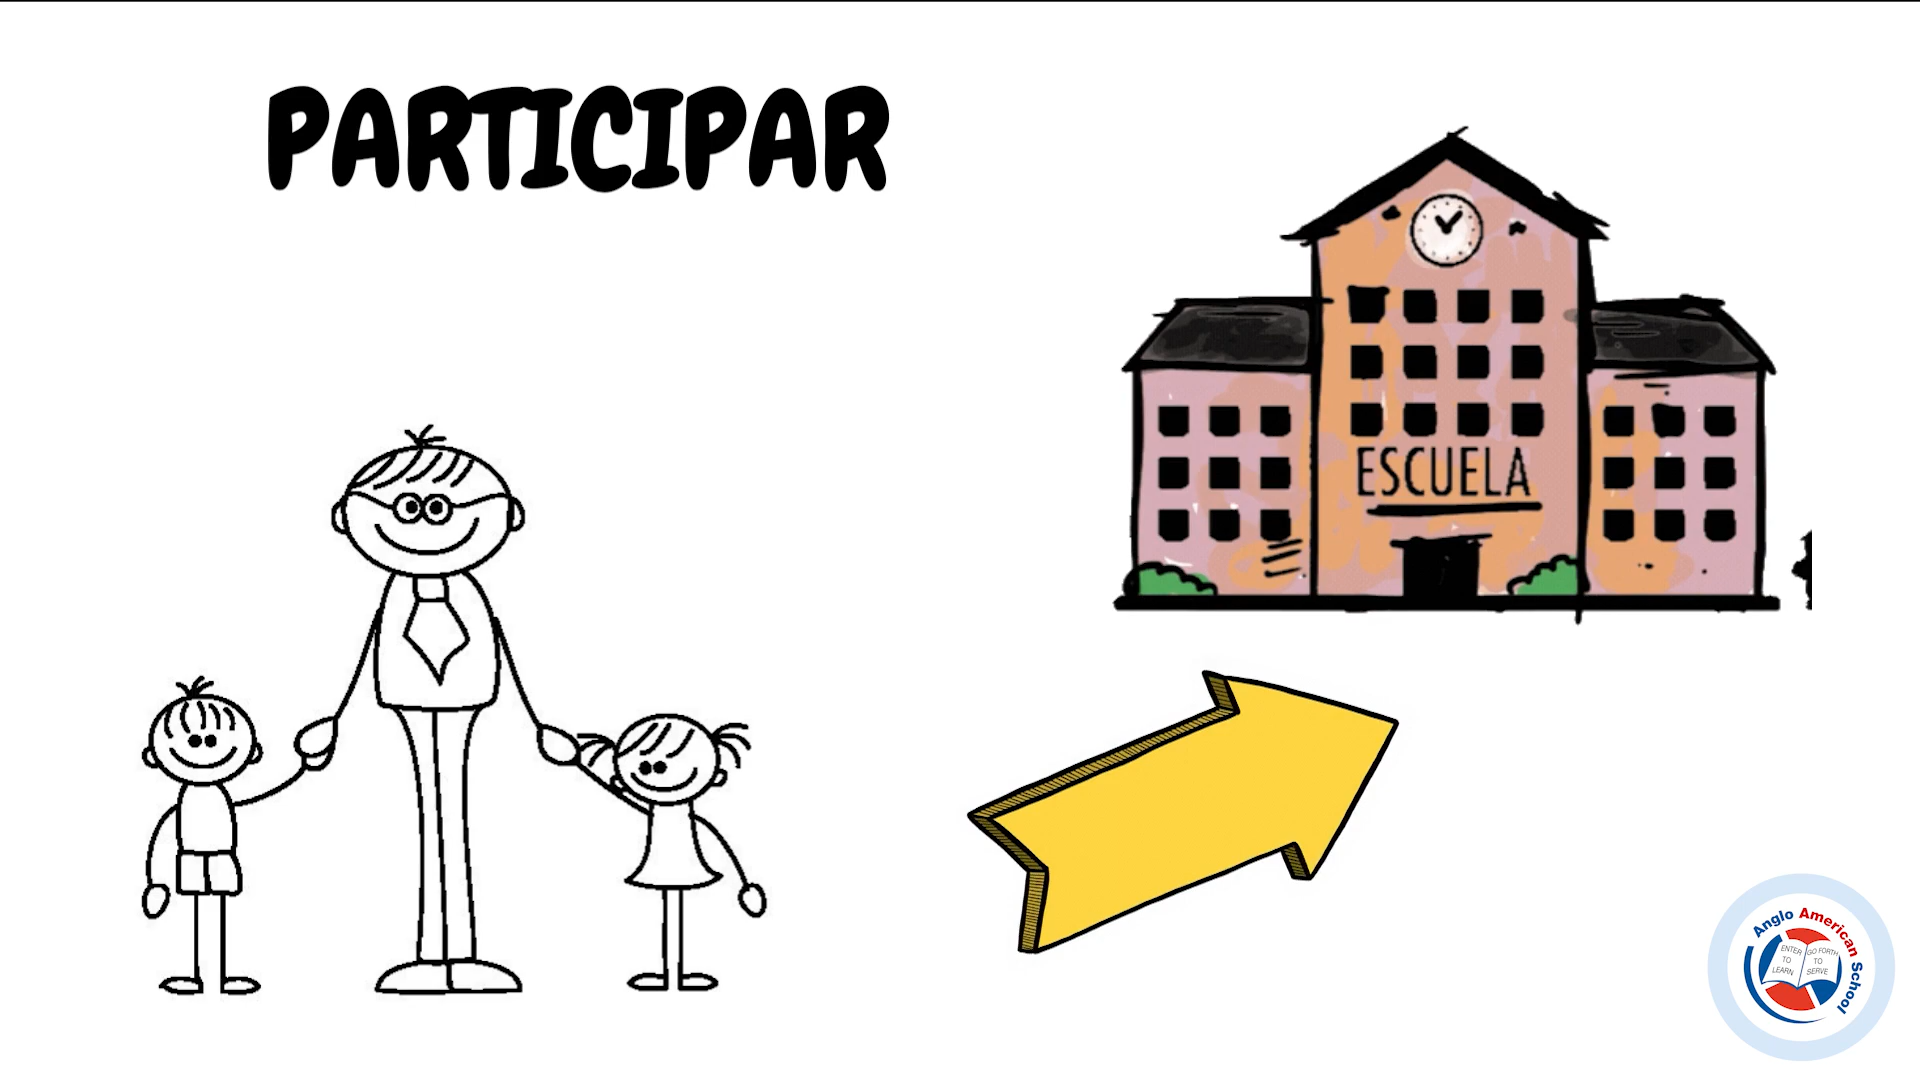 PARTICIPAR
ESCUELA
Anglo American School
ENTER
TO
LEARN
GO FORTH
TO
SERVE